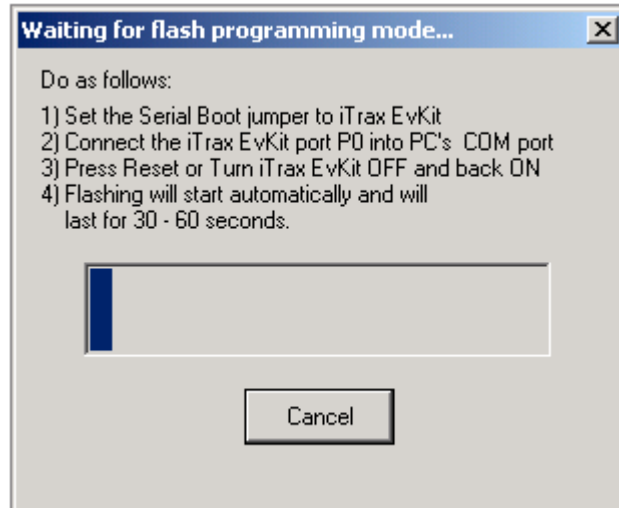 Waiting for flash programming mode...
Do as follows:
1) Set the Serial Boot jumper to iTrax EvKit
2) Connect the iTrax EvKit port P0 into PC's  COM port
3) Press Reset or Turn iTrax EvKit OFF and back ON
4) Flashing will start automatically and will
last for 30 - 60 seconds.
Cancel